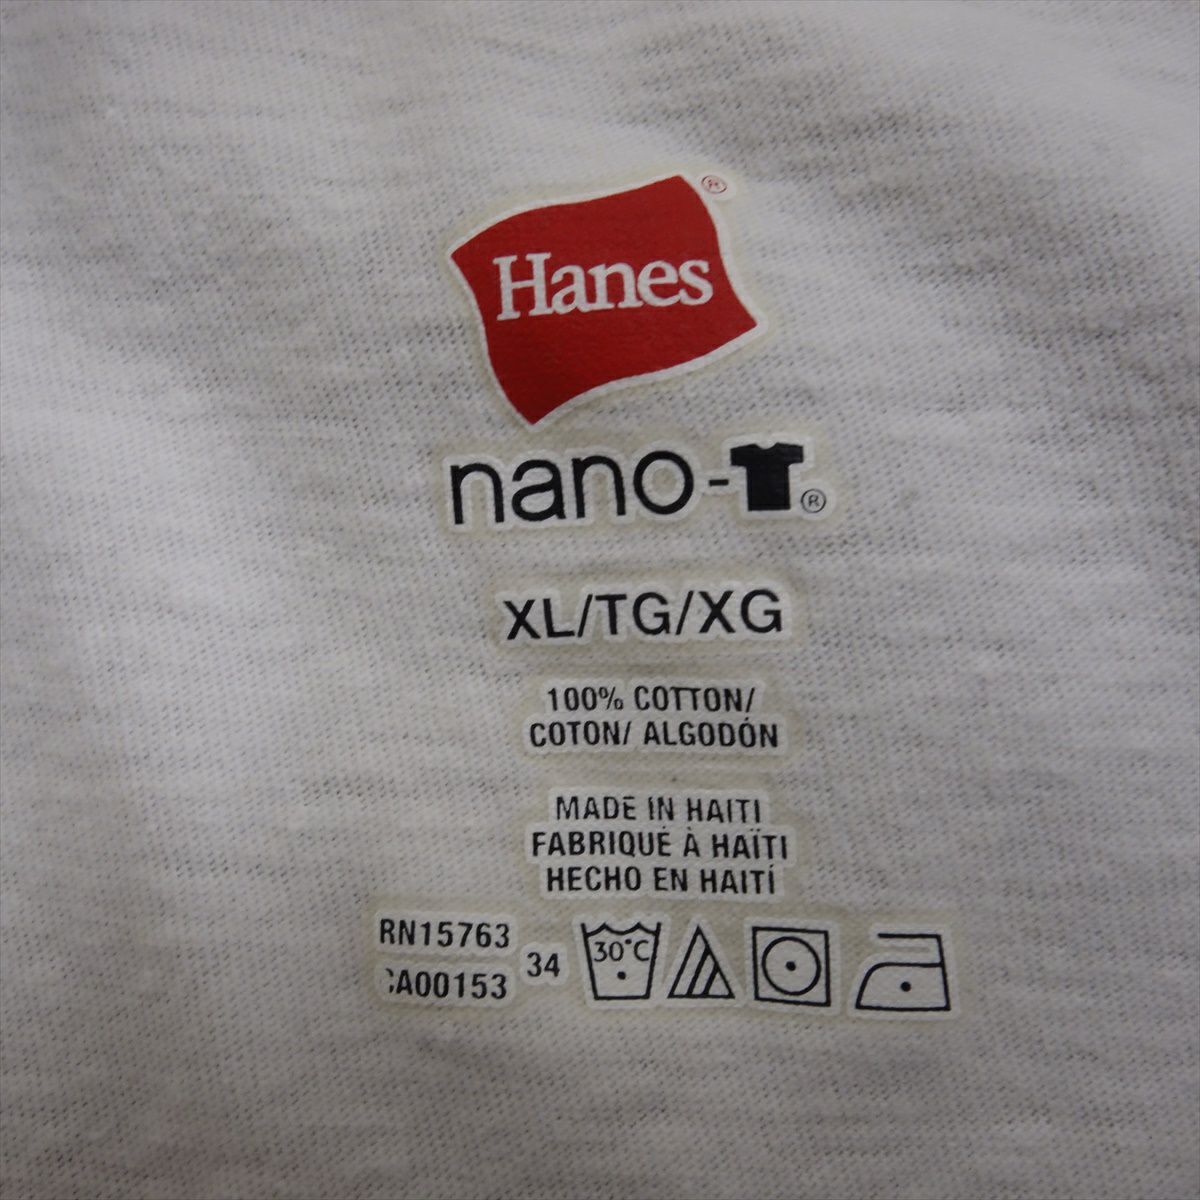 Hanes®
nano-T®
XL/TG/XG
100% COTTON/
COTON/ ALGODÓN
MADE IN HAITI
FABRIQUÉ À HAÏTI
HECHO EN HAITÍ
RN15763
CA00153
34
30°C